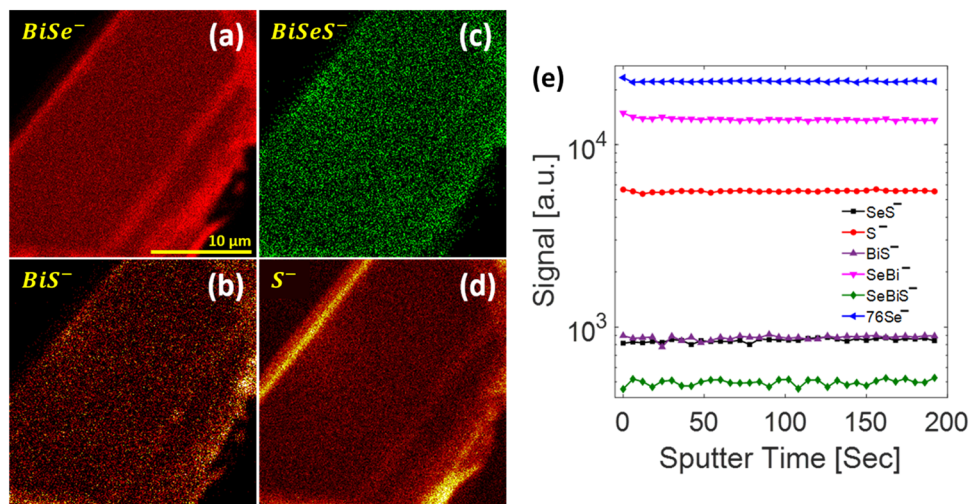 BiSe⁻ (a)
10 μm
BiSeS⁻ (c)
BiS⁻ (b)
S⁻ (d)
(e)
Signal [a.u.]
10⁴
10³
SeS⁻
S⁻
BiS⁻
SeBi⁻
SeBiS⁻
76Se⁻
0 50 100 150 200
Sputter Time [Sec]